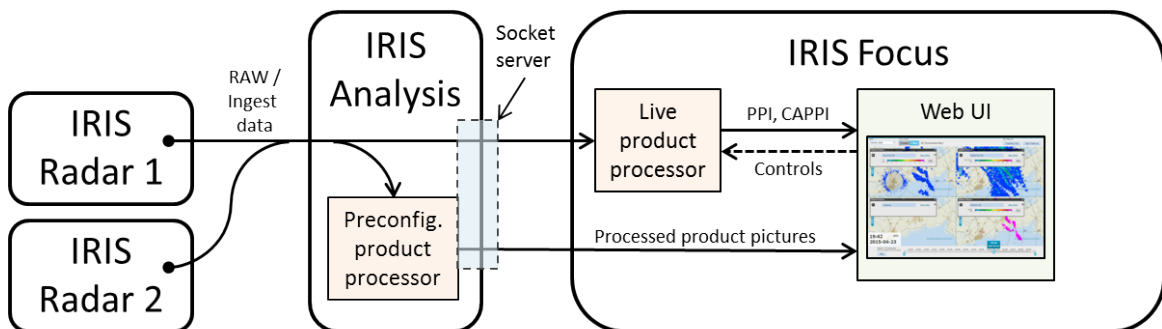 IRIS
Radar 1
IRIS
Radar 2
RAW /
Ingest
data
IRIS
Analysis
Preconfig.
product
processor
Socket
server
IRIS Focus
Live
product
processor
PPI, CAPPI
Controls
Processed product pictures
Web UI
19:42
2015-04-23